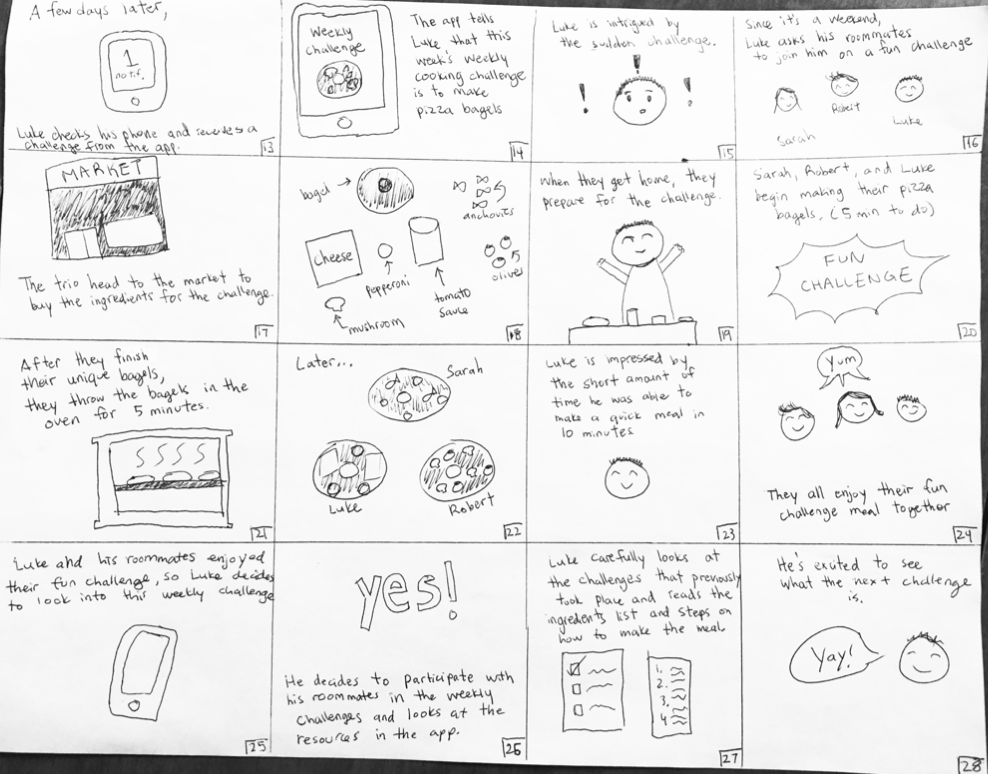 A few days later,
1
notif.
Luke checks his phone and receives a
challenge from the app.
13
Weekly
Challenge
The app tells
Luke, that this
week's weekly
cooking challenge
is to make
pizza bagels
14
Luke is intrigued by
the sudden challenge.
! ! !
15
Since it's a weekend,
Luke asks his roommates
to join him on a fun challenge
Sarah
Robert
Luke
16
MARKET
The trio head to the market to
buy the ingredients for the challenge.
17
bagel
anchovies
cheese
pepperoni
tomato
sauce
olives
mushroom
18
When they get home, they
prepare for the challenge.
19
Sarah, Robert, and Luke
begin making their pizza
bagels. (5 min to do)
FUN
CHALLENGE
20
After they finish
their unique bagels,
they throw the bagels in the
oven for 5 minutes.
21
Later...
Sarah
Luke
Robert
22
Luke is impressed by
the short amount of
time he was able to
make a quick meal in
10 minutes
23
Yum
They all enjoy their fun
challenge meal together
24
Luke and his roommates enjoyed
their fun challenge, so Luke decides
to look into this weekly challenge
25
yes!
He decides to participate with
his roommates in the weekly
challenges and looks at the
resources in the app.
26
Luke carefully looks at
the challenges that previously
took place and reads the
ingredients list and steps on
how to make the meal.
1.
2.
3.
4
27
He's excited to see
what the next challenge
is.
Yay!
28